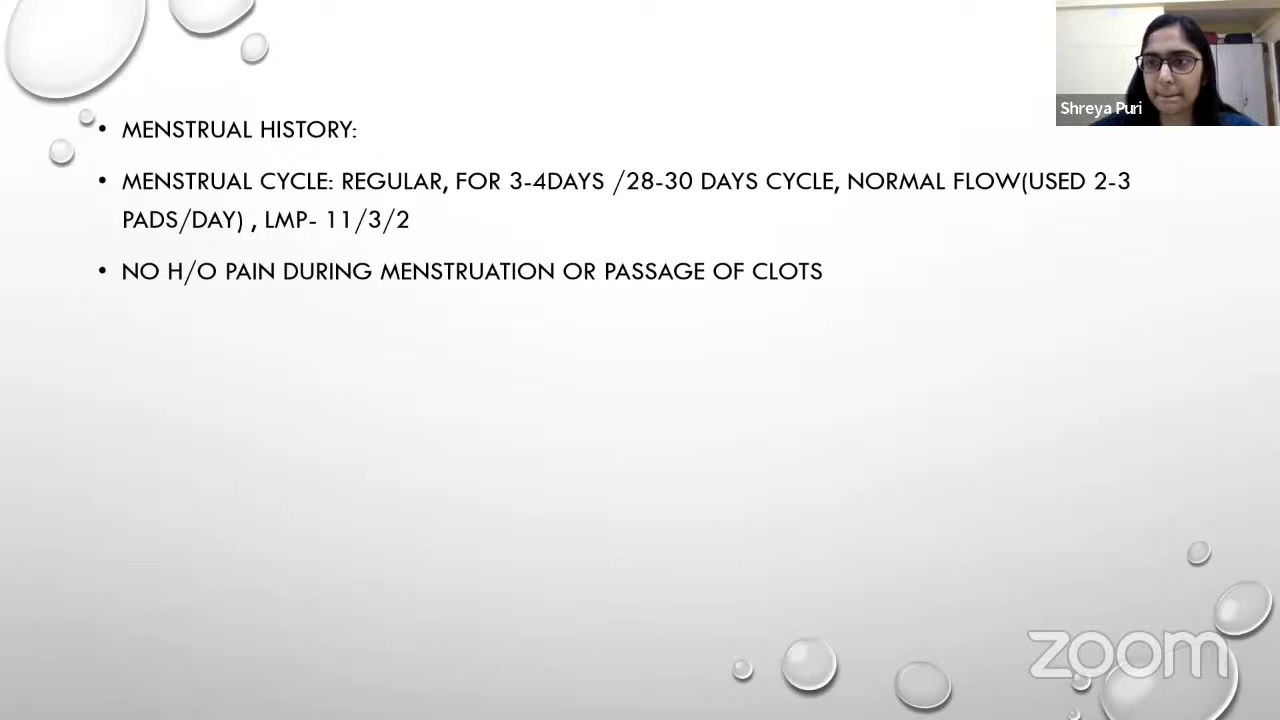 Shreya Puri
• MENSTRUAL HISTORY:
• MENSTRUAL CYCLE: REGULAR, FOR 3-4DAYS /28-30 DAYS CYCLE, NORMAL FLOW(USED 2-3
PADS/DAY) , LMP- 11/3/2
• NO H/O PAIN DURING MENSTRUATION OR PASSAGE OF CLOTS
zoom